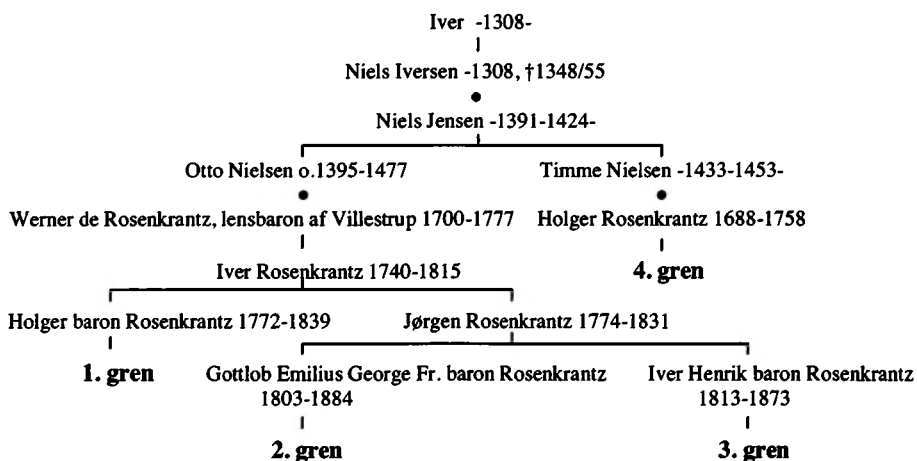 Iver -1308-
Niels Iversen -1308, †1348/55
Niels Jensen -1391-1424-
Otto Nielsen o.1395-1477
Timme Nielsen -1433-1453-
Werner de Rosenkrantz, lensbaron af Villestrup 1700-1777
Holger Rosenkrantz 1688-1758
Iver Rosenkrantz 1740-1815
4. gren
Holger baron Rosenkrantz 1772-1839
Jørgen Rosenkrantz 1774-1831
1. gren
Gottlob Emilius George Fr. baron Rosenkrantz
1803-1884
Iver Henrik baron Rosenkrantz
1813-1873
2. gren
3. gren